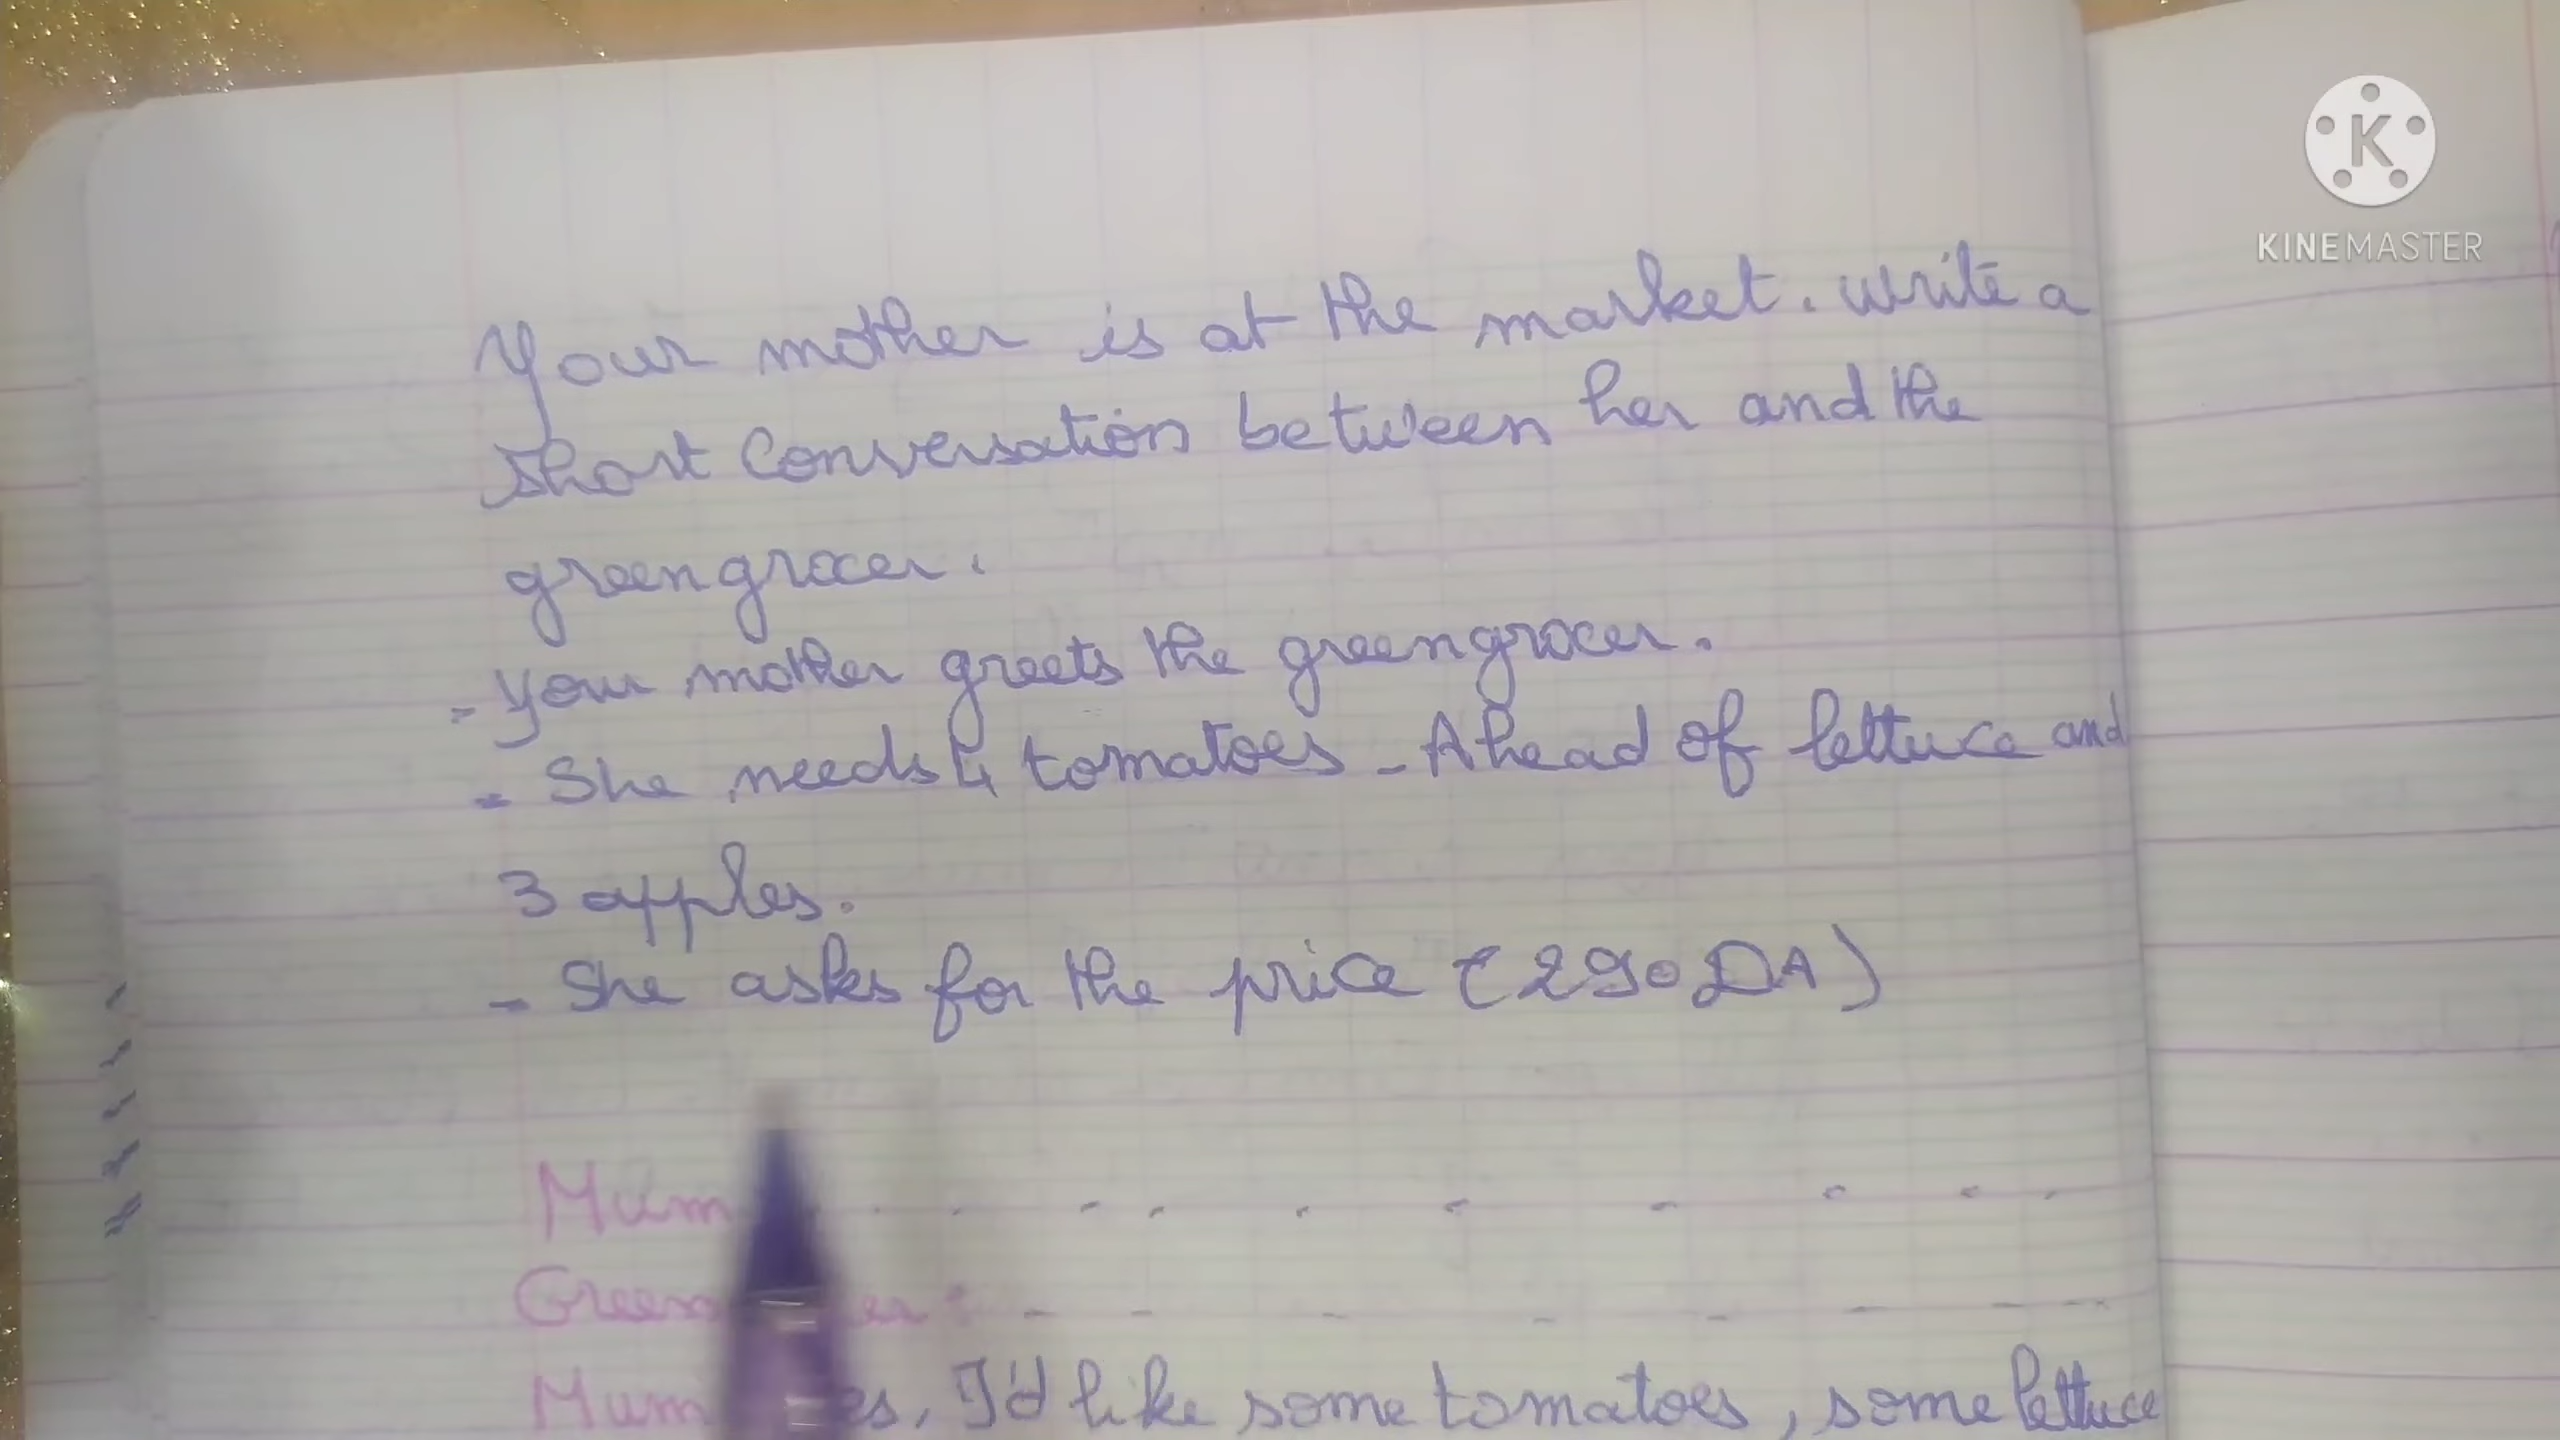 KINEMASTER
Your mother is at the market. write a
short conversation between her and the
greengrocer.
- Your mother greets the greengrocer.
- She needs 4 tomatoes - A head of lettuce and
3 apples.
- She asks for the price (290 DA)
Mum
Mum I'd like some tomatoes, some lettuce